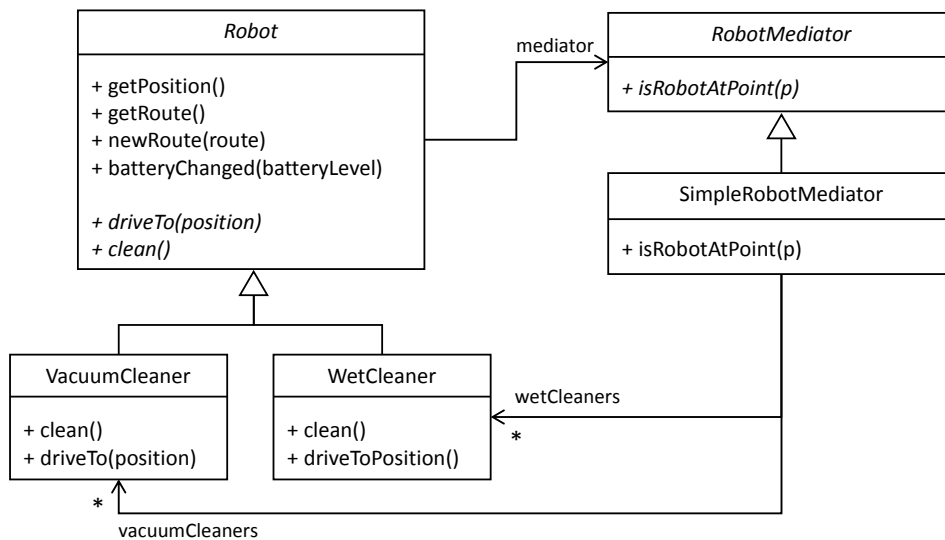 Robot
+ getPosition()
+ getRoute()
+ newRoute(route)
+ batteryChanged(batteryLevel)
+ driveTo(position)
+ clean()
mediator
RobotMediator
+ isRobotAtPoint(p)
SimpleRobotMediator
+ isRobotAtPoint(p)
VacuumCleaner
+ clean()
+ driveTo(position)
WetCleaner
+ clean()
+ driveToPosition()
wetCleaners
*
*
vacuumCleaners